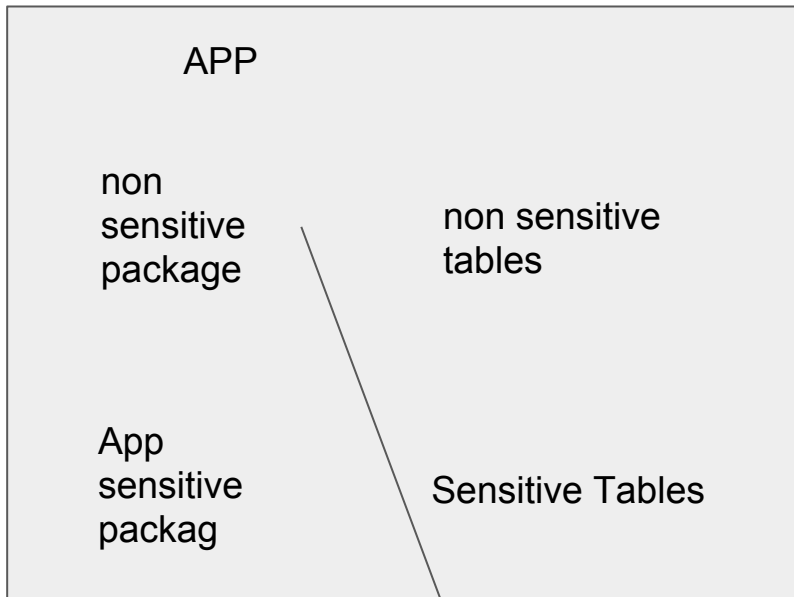 APP
non
sensitive
package
non sensitive
tables
App
sensitive
packag
Sensitive Tables